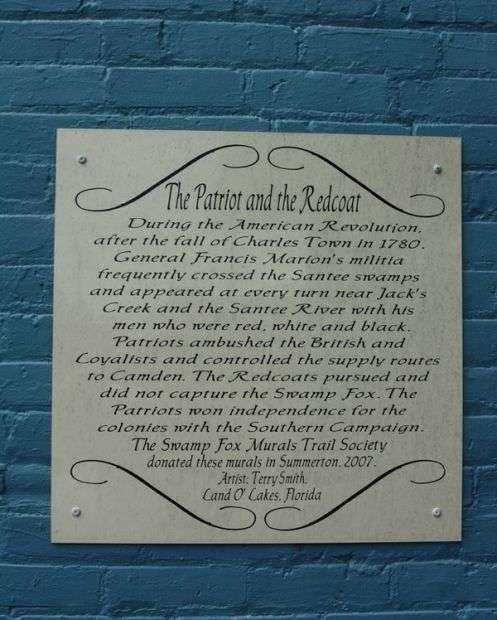 The Patriot and the Redcoat
During the American Revolution,
after the fall of Charles Town in 1780.
General Francis Marion's militia
frequently crossed the Santee swamps
and appeared at every turn near Jack's
Creek and the Santee River with his
men who were red, white and black.
Patriots ambushed the British and
Loyalists and controlled the supply routes
to Camden. The Redcoats pursued and
did not capture the Swamp Fox. The
Patriots won independence for the
colonies with the Southern Campaign.
The Swamp Fox Murals Trail Society
donated these murals in Summerton. 2007.
Artist: Terry Smith,
Land O' Lakes, Florida